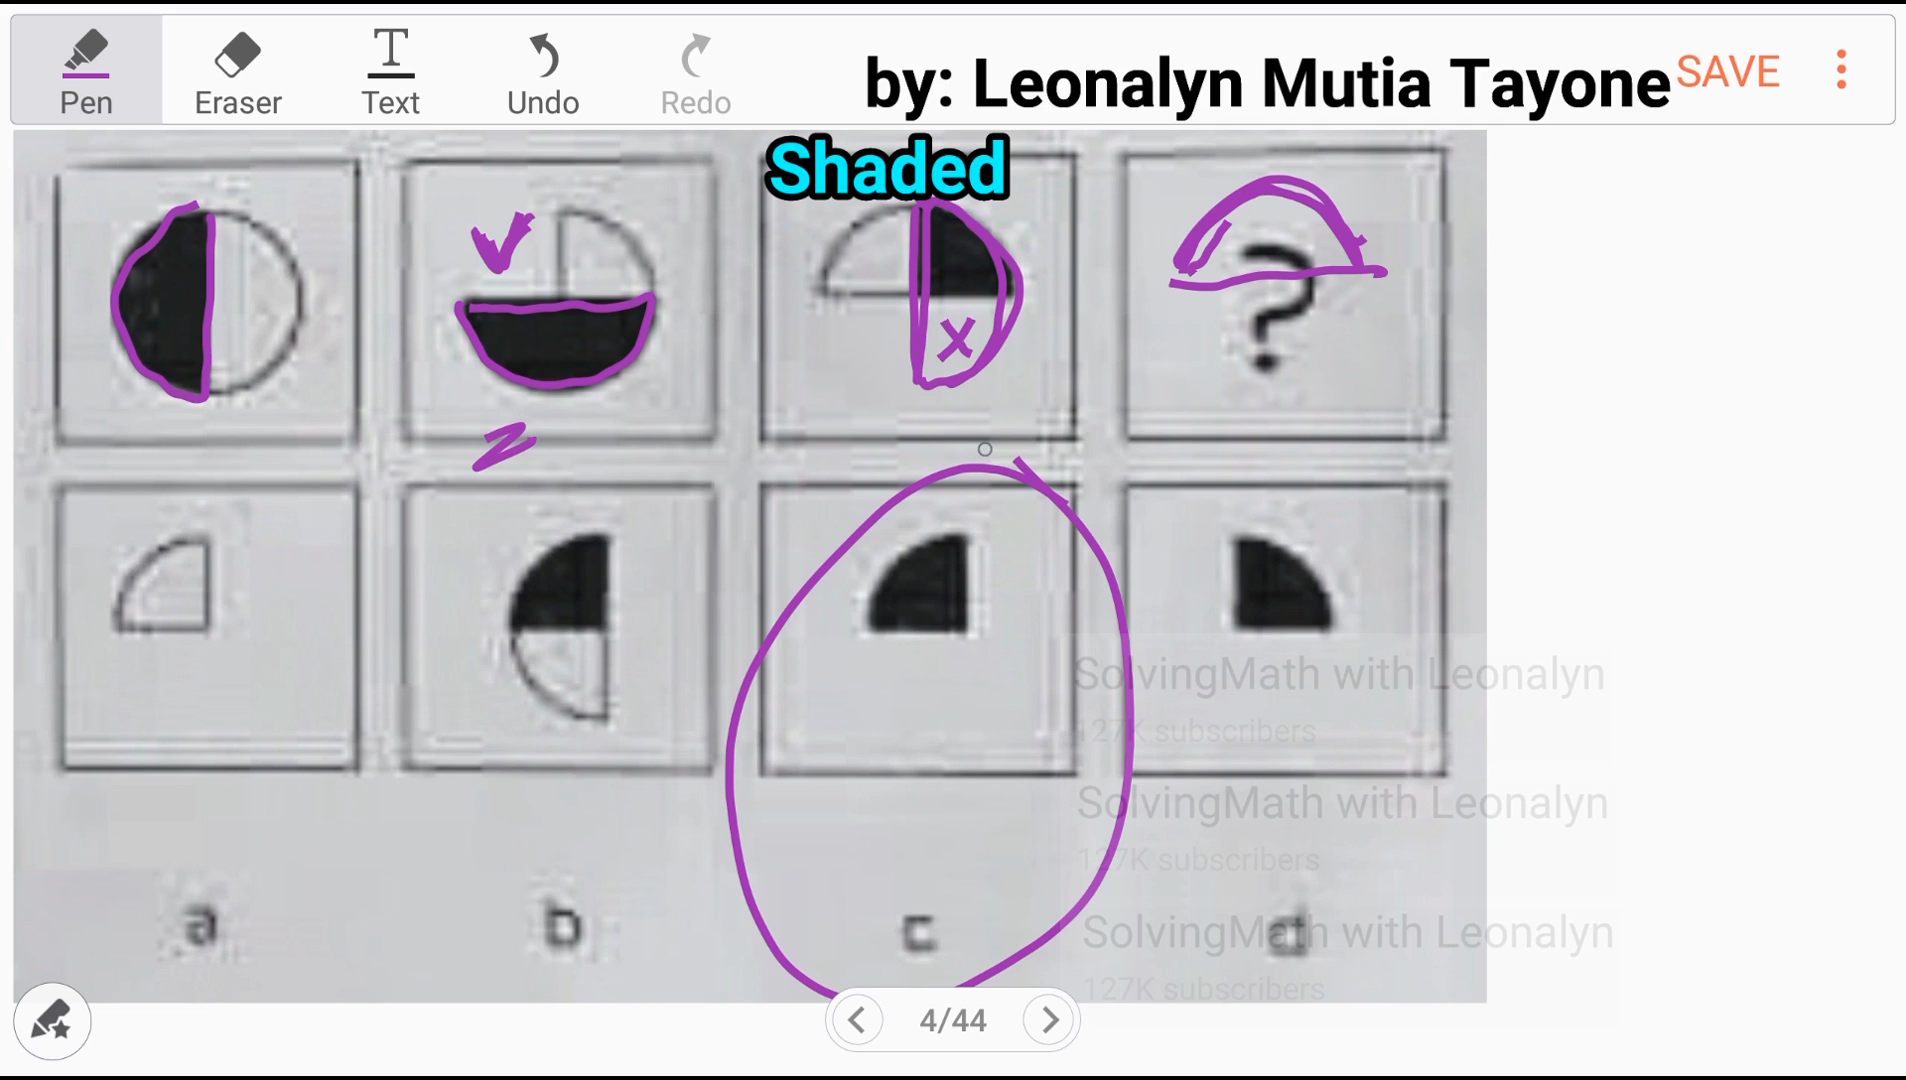 Pen
Eraser
Text
Undo
Redo
by: Leonalyn Mutia Tayone
SAVE
Shaded
?
x
SolvingMath with Leonalyn
127K subscribers
SolvingMath with Leonalyn
127K subscribers
a
b
c
d
SolvingMath with Leonalyn
127K subscribers
4/44